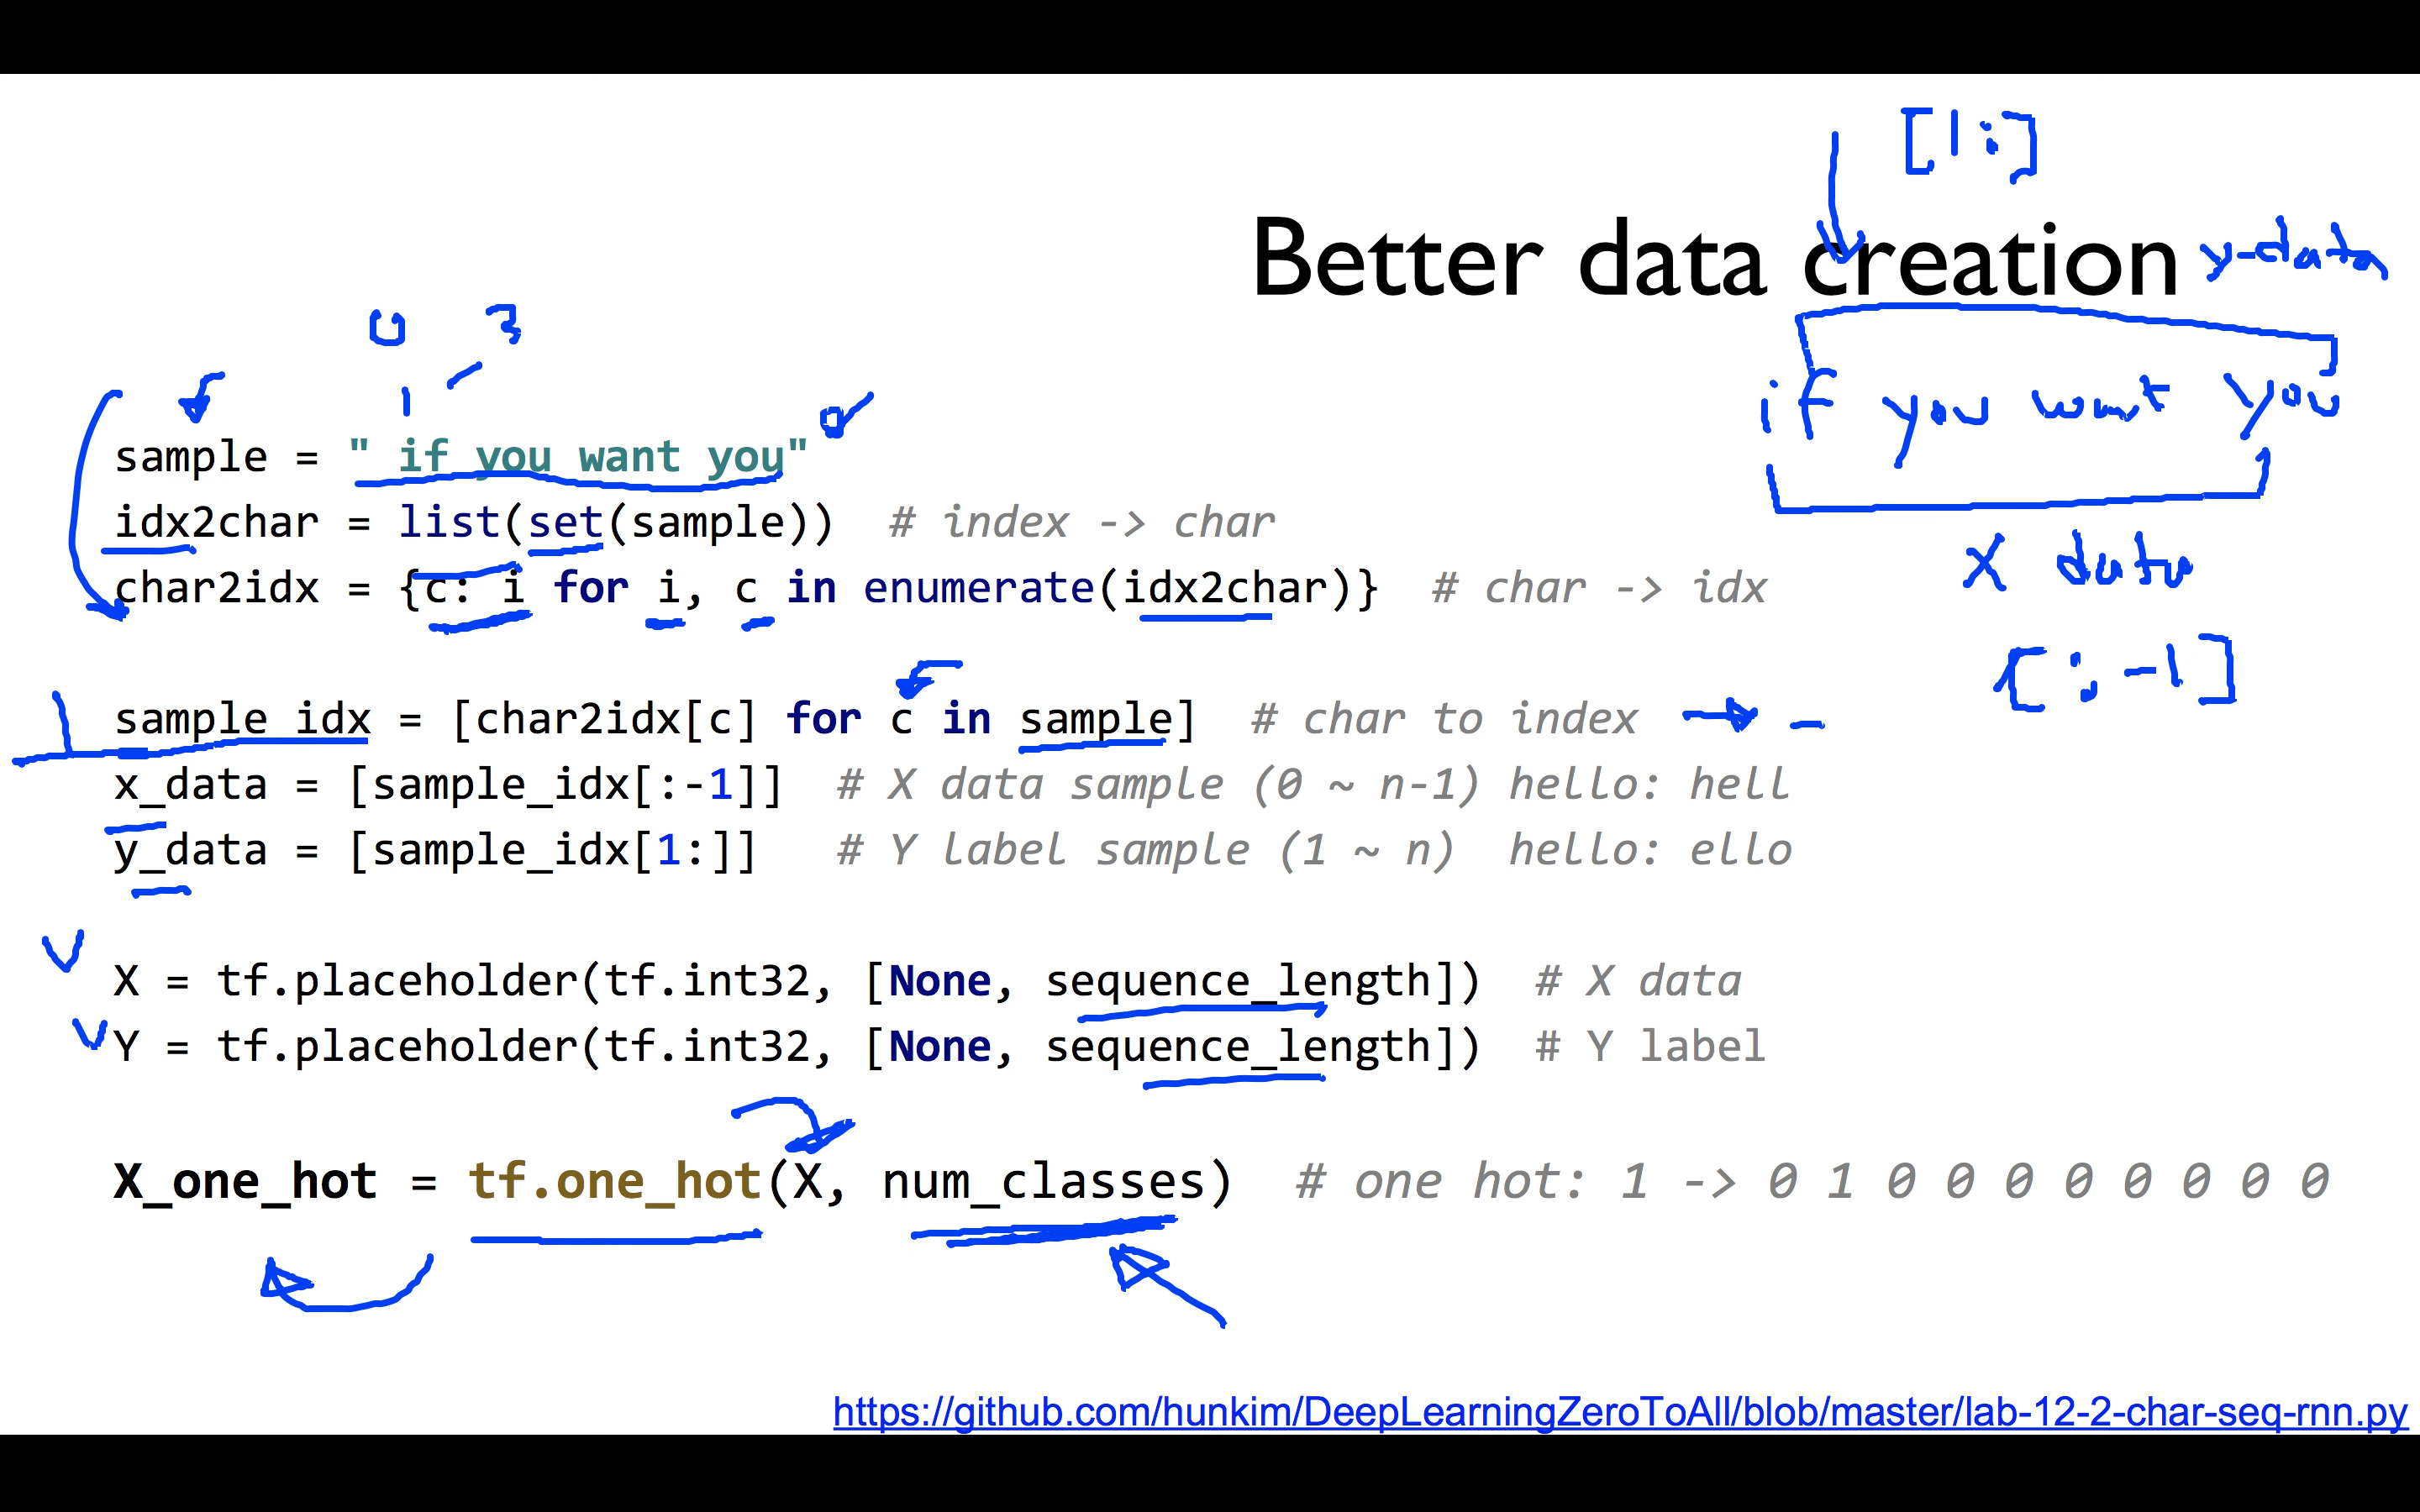 [1:]
Better data creation y-data
0 3
if you want you
sample = " if you want you"
idx2char = list(set(sample))  # index -> char
X data
char2idx = {c: i for i, c in enumerate(idx2char)}  # char -> idx
[:-1]
sample_idx = [char2idx[c] for c in sample]  # char to index
x_data = [sample_idx[:-1]]  # X data sample (0 ~ n-1) hello: hell
y_data = [sample_idx[1:]]  # Y label sample (1 ~ n)  hello: ello
X = tf.placeholder(tf.int32, [None, sequence_length])  # X data
Y = tf.placeholder(tf.int32, [None, sequence_length])  # Y label
X_one_hot = tf.one_hot(X, num_classes)  # one hot: 1 -> 0 1 0 0 0 0 0 0 0 0
https://github.com/hunkim/DeepLearningZeroToAll/blob/master/lab-12-2-char-seq-rnn.py